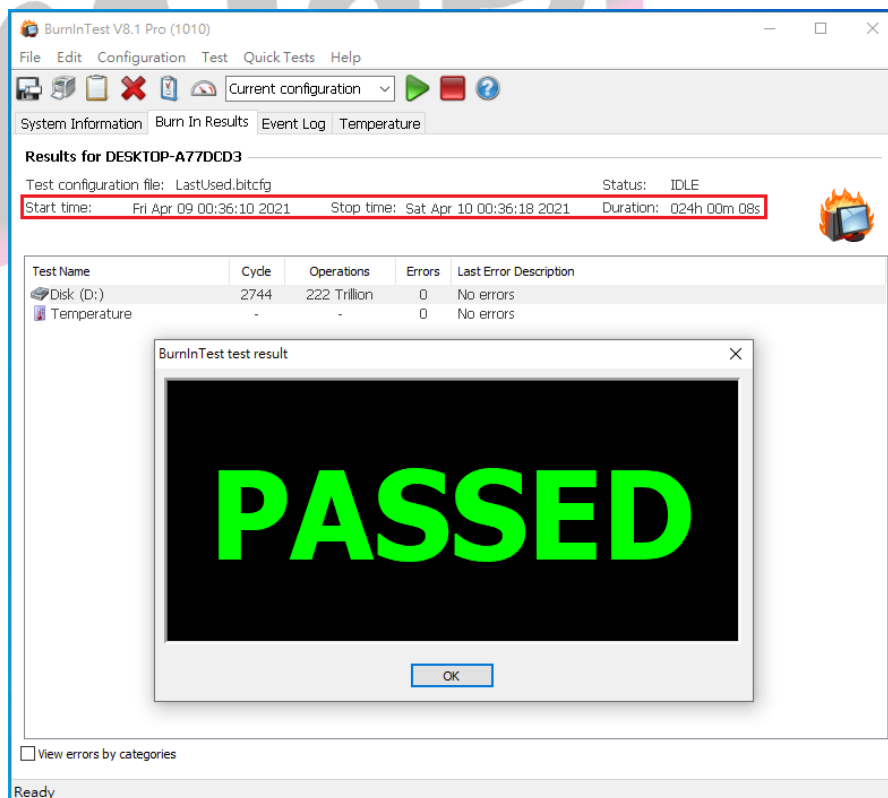 BurnInTest V8.1 Pro (1010)
File Edit Configuration Test Quick Tests Help
Current configuration
System Information Burn In Results Event Log Temperature
Results for DESKTOP-A77DCD3
Test configuration file: LastUsed.bitcfg Status: IDLE
Start time: Fri Apr 09 00:36:10 2021 Stop time: Sat Apr 10 00:36:18 2021 Duration: 024h 00m 08s
Test Name Cycle Operations Errors Last Error Description
Disk (D:) 2744 222 Trillion 0 No errors
Temperature - - 0 No errors
BurnInTest test result
PASSED
OK
View errors by categories
Ready